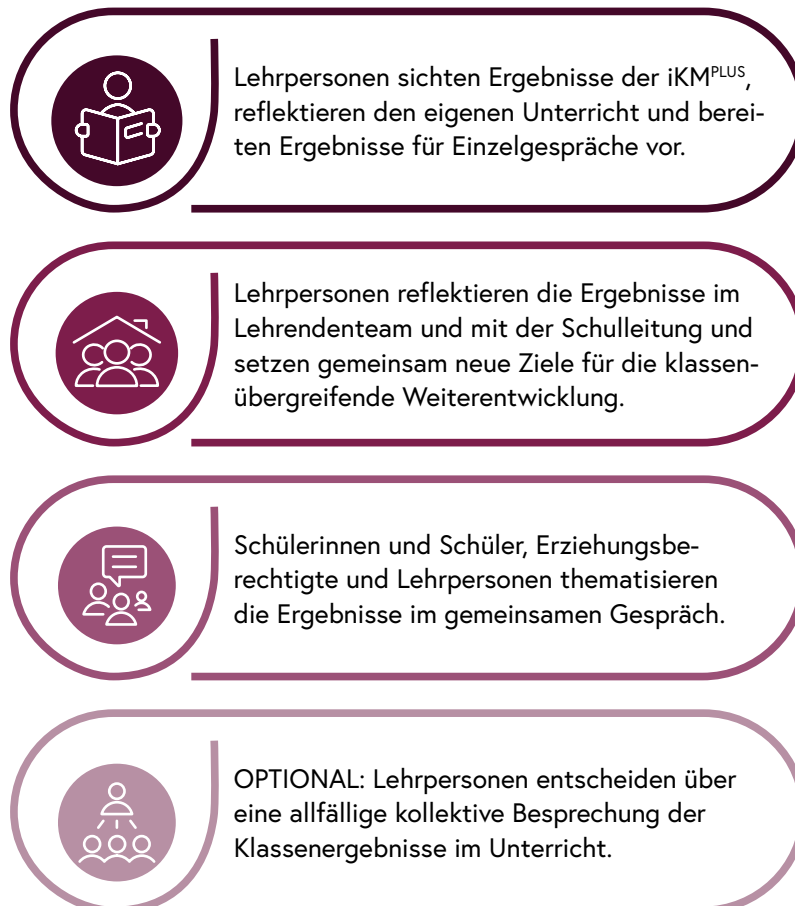 Lehrpersonen sichten Ergebnisse der iKMPLUS,
reflektieren den eigenen Unterricht und berei-
ten Ergebnisse für Einzelgespräche vor.
Lehrpersonen reflektieren die Ergebnisse im
Lehrendenteam und mit der Schulleitung und
setzen gemeinsam neue Ziele für die klassen-
übergreifende Weiterentwicklung.
Schülerinnen und Schüler, Erziehungsbe-
rechtigte und Lehrpersonen thematisieren
die Ergebnisse im gemeinsamen Gespräch.
OPTIONAL: Lehrpersonen entscheiden über
eine allfällige kollektive Besprechung der
Klassenergebnisse im Unterricht.